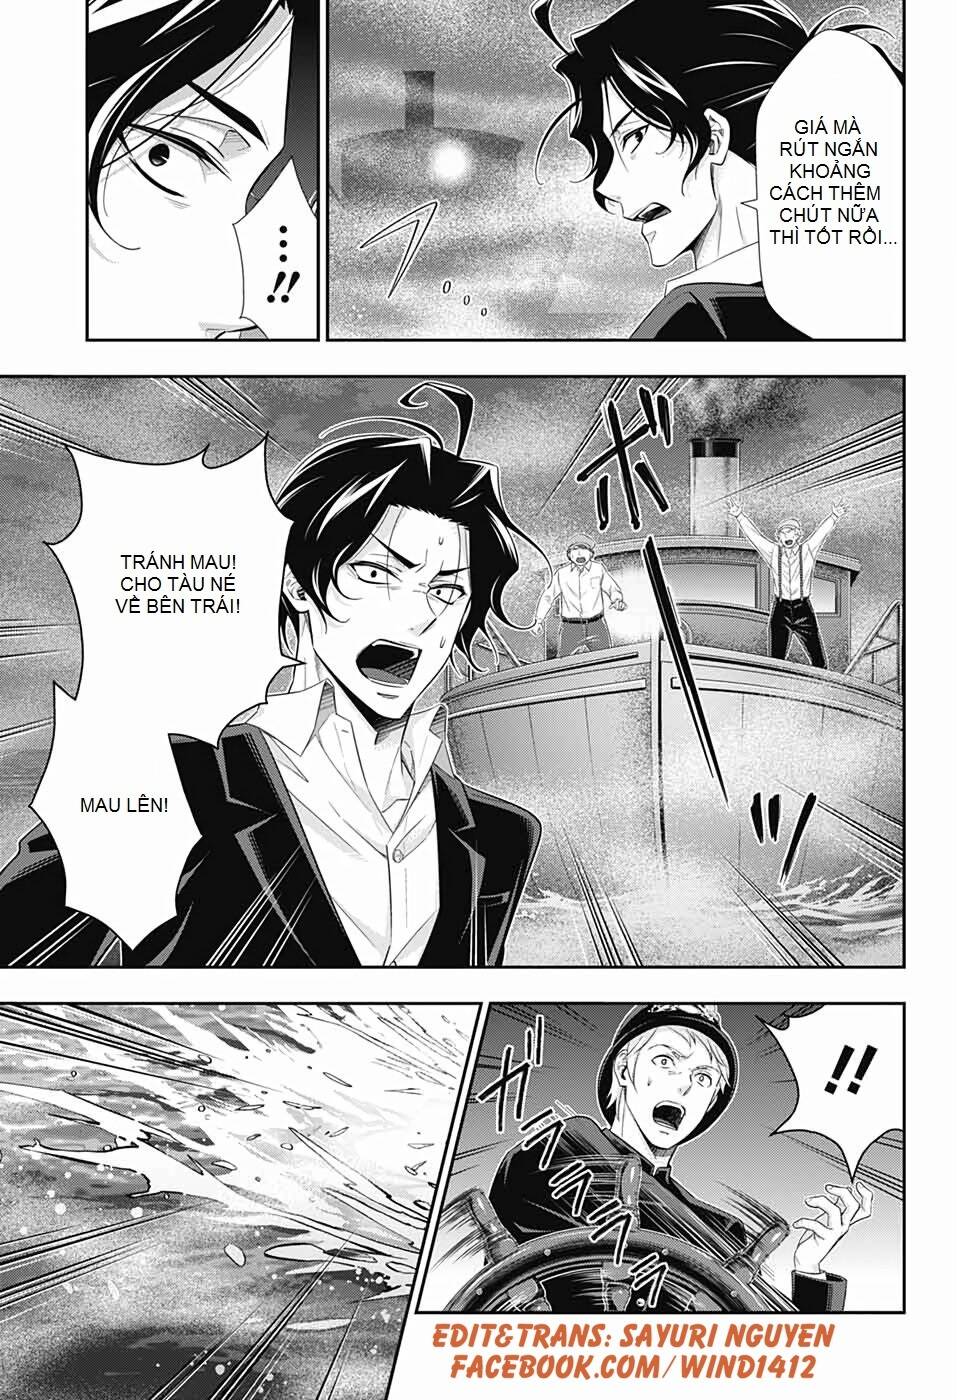 GIÁ MÀ
RÚT NGẮN
KHOẢNG
CÁCH THÊM
CHÚT NỮA
THÌ TỐT RỒI...
...!!
TRÁNH MAU!
CHO TÀU NÉ
VỀ BÊN TRÁI!
MAU LÊN!
!!
EDIT&TRANS: SAYURI NGUYEN
FACEBOOK.COM/WIND1412